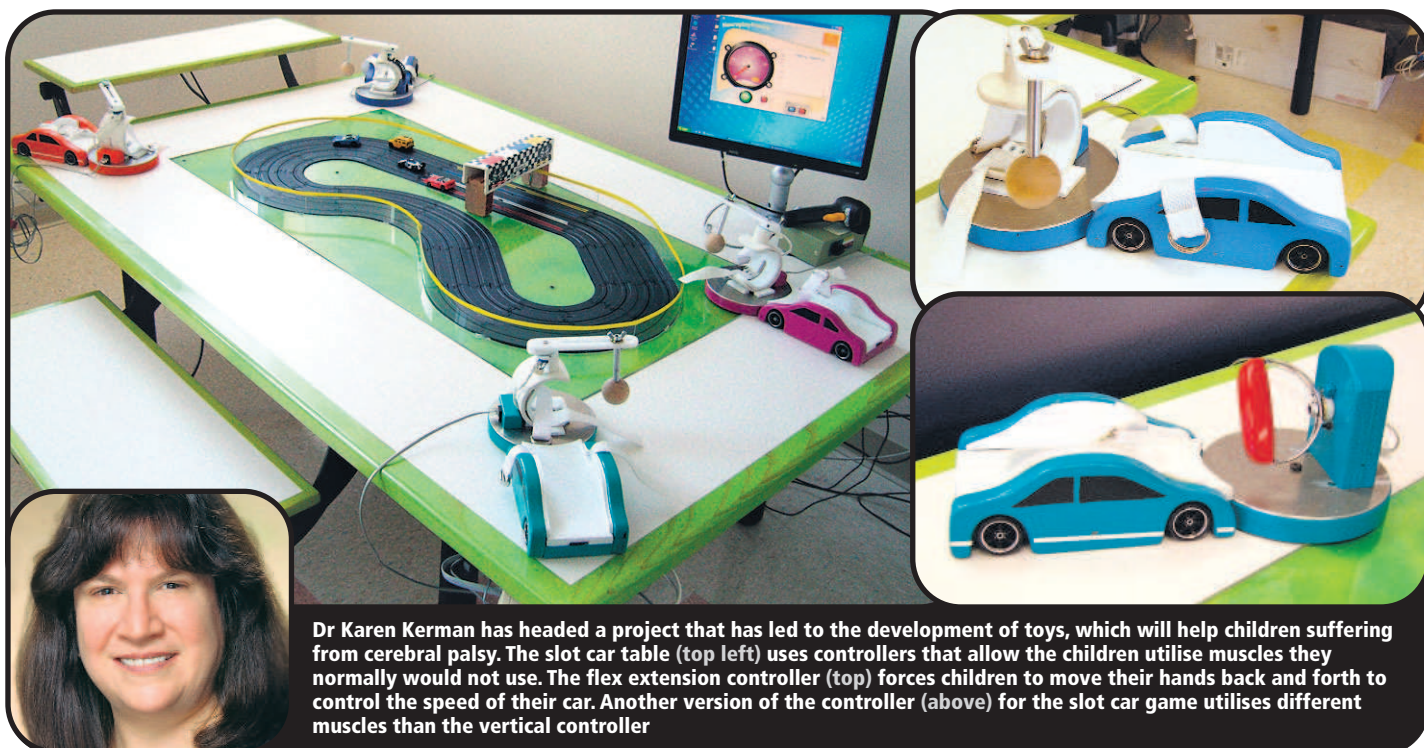 Dr Karen Kerman has headed a project that has led to the development of toys, which will help children suffering
from cerebral palsy. The slot car table (top left) uses controllers that allow the children utilise muscles they
normally would not use. The flex extension controller (top) forces children to move their hands back and forth to
control the speed of their car. Another version of the controller (above) for the slot car game utilises different
muscles than the vertical controller